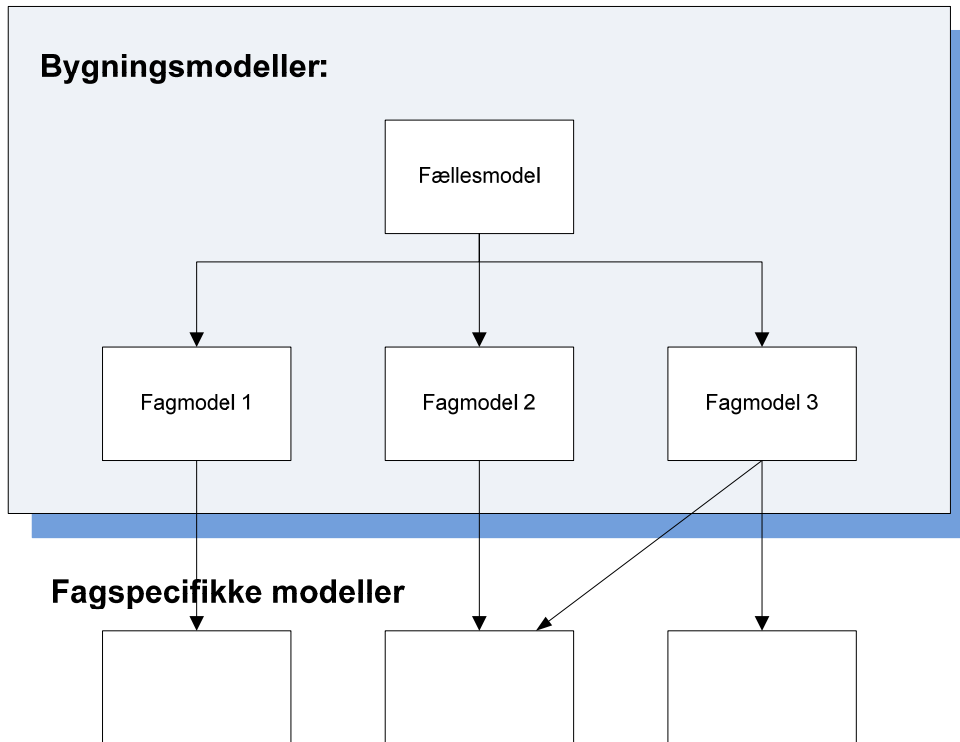 Bygningsmodeller:
Fællesmodel
Fagmodel 1
Fagmodel 2
Fagmodel 3
Fagspecifikke modeller